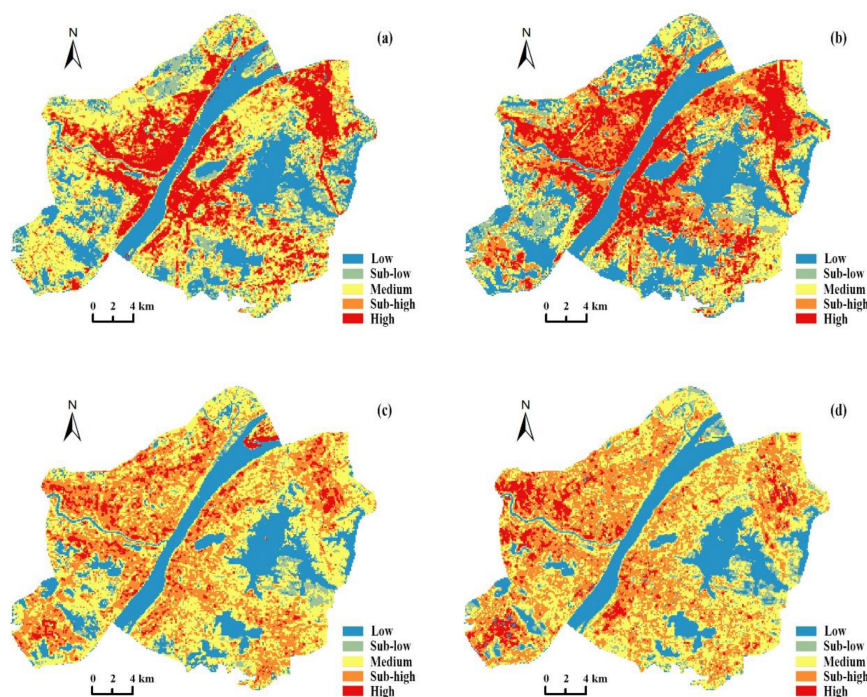 N
(a)
Low
Sub-low
Medium
Sub-high
High
0 2 4 km
N
(b)
Low
Sub-low
Medium
Sub-high
High
0 2 4 km
N
(c)
Low
Sub-low
Medium
Sub-high
High
0 2 4 km
N
(d)
Low
Sub-low
Medium
Sub-high
High
0 2 4 km